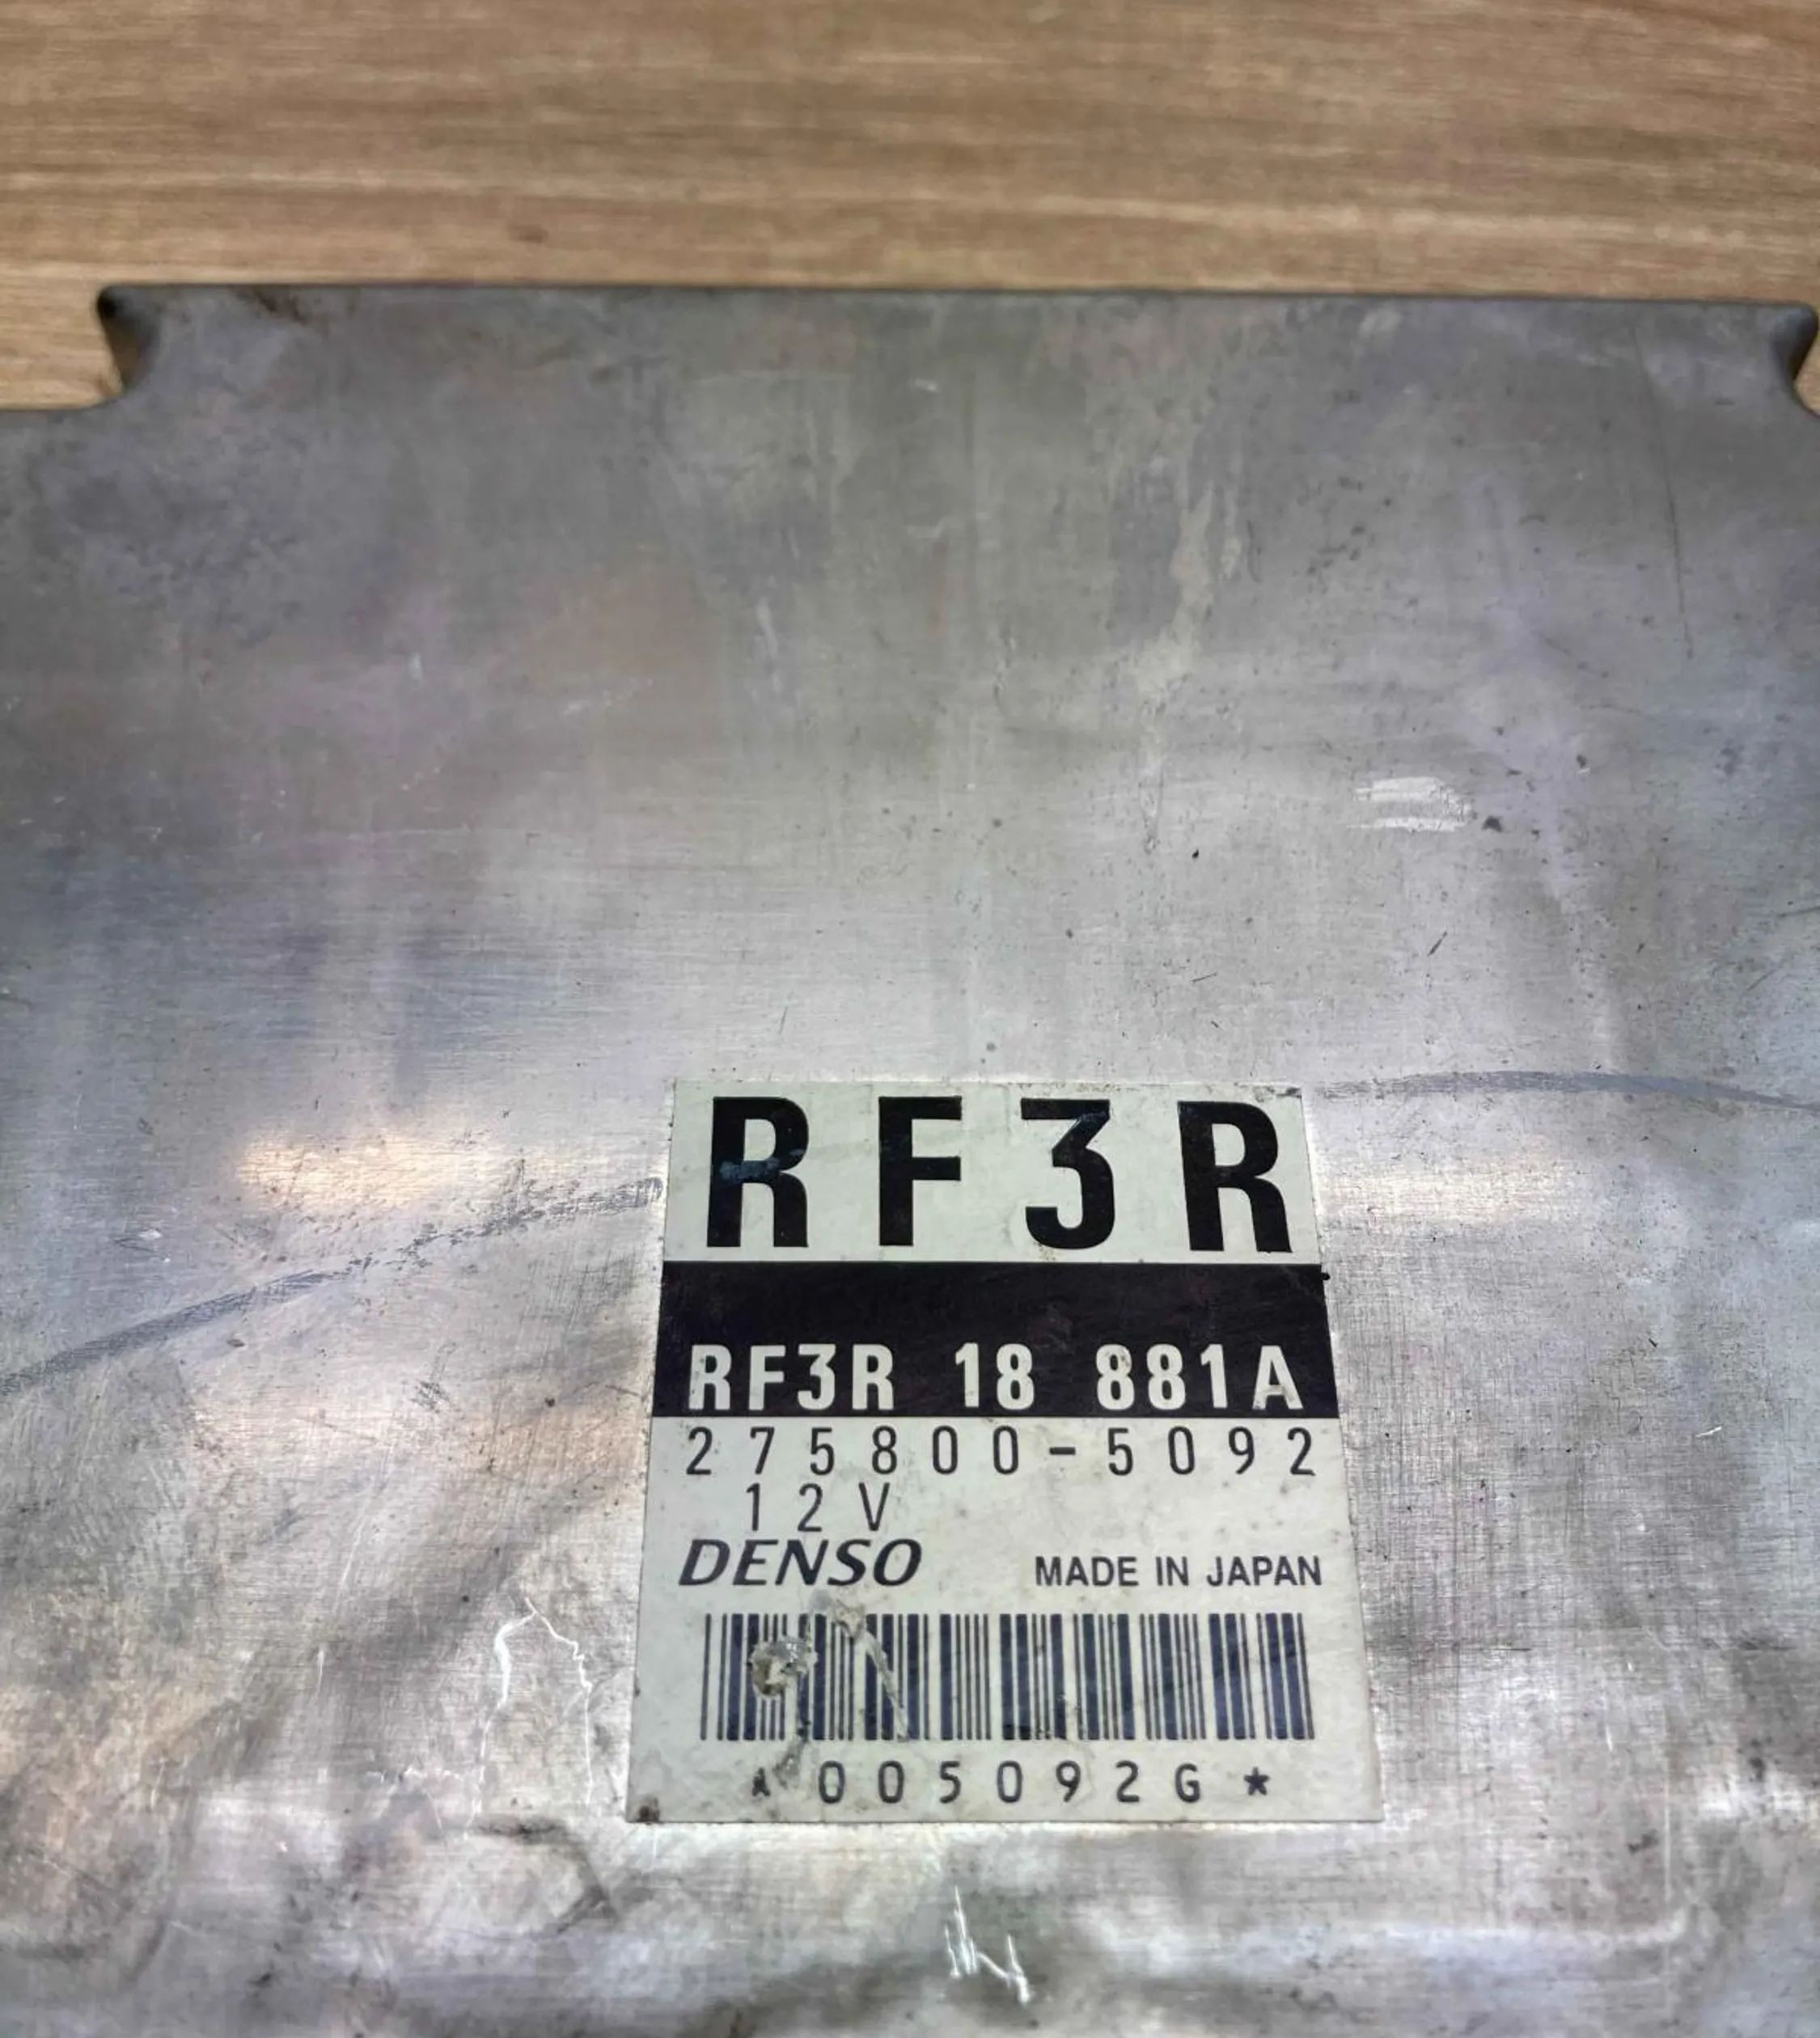 RF3R
RF3R 18 881A
275800-5092
12V
DENSO MADE IN JAPAN
*005092G*